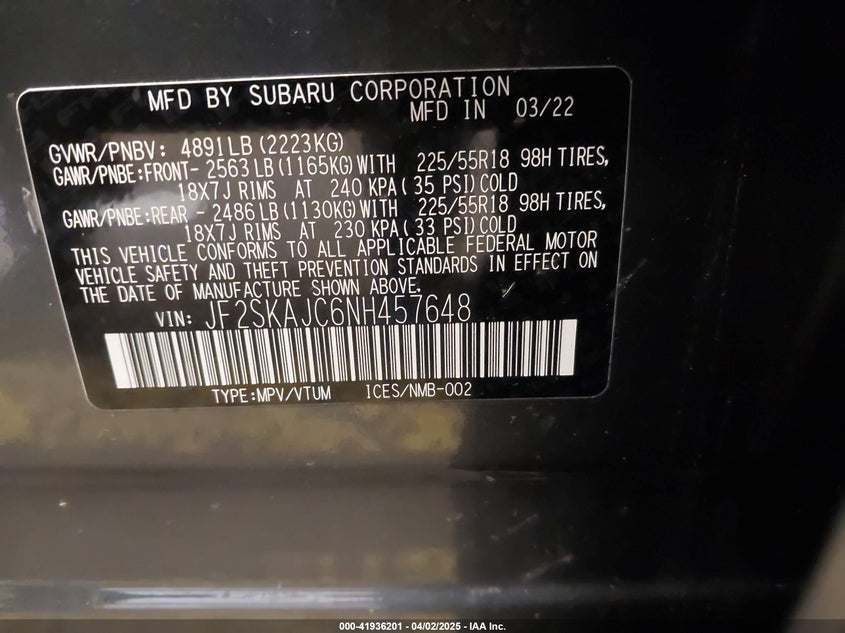 MFD BY SUBARU CORPORATION
MFD IN 03/22
GVWR/PNBV: 4891LB (2223KG)
GAWR/PNBE:FRONT- 2563LB (1165KG) WITH 225/55R18 98H TIRES,
18X7J RIMS AT 240 KPA ( 35 PSI) COLD
GAWR/PNBE:REAR - 2486LB (1130KG) WITH 225/55R18 98H TIRES,
18X7J RIMS AT 230 KPA ( 33 PSI) COLD
THIS VEHICLE CONFORMS TO ALL APPLICABLE FEDERAL MOTOR
VEHICLE SAFETY AND THEFT PREVENTION STANDARDS IN EFFECT ON
THE DATE OF MANUFACTURE SHOWN ABOVE.
VIN: JF2SKAJC6NH457648
TYPE:MPV/VTUM ICES/NMB-002
000-41936201 - 04/02/2025 - IAA Inc.